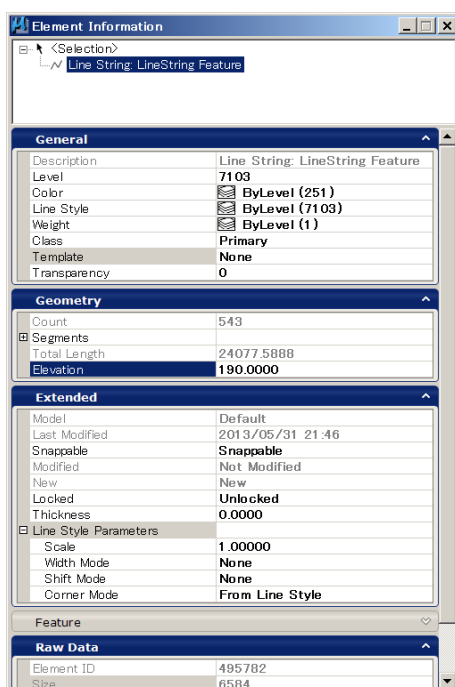 Element Information
<Selection>
Line String: LineString Feature
General
Description Line String: LineString Feature
Level 7103
Color ByLevel (251)
Line Style ByLevel (7103)
Weight ByLevel (1)
Class Primary
Template None
Transparency 0
Geometry
Count 543
Segments
Total Length 24077.5888
Elevation 190.0000
Extended
Model Default
Last Modified 2013/05/31 21:46
Snappable Snappable
Modified Not Modified
New New
Locked Unlocked
Thickness 0.0000
Line Style Parameters
Scale 1.00000
Width Mode None
Shift Mode None
Corner Mode From Line Style
Feature
Raw Data
Element ID 495782
Size 6584